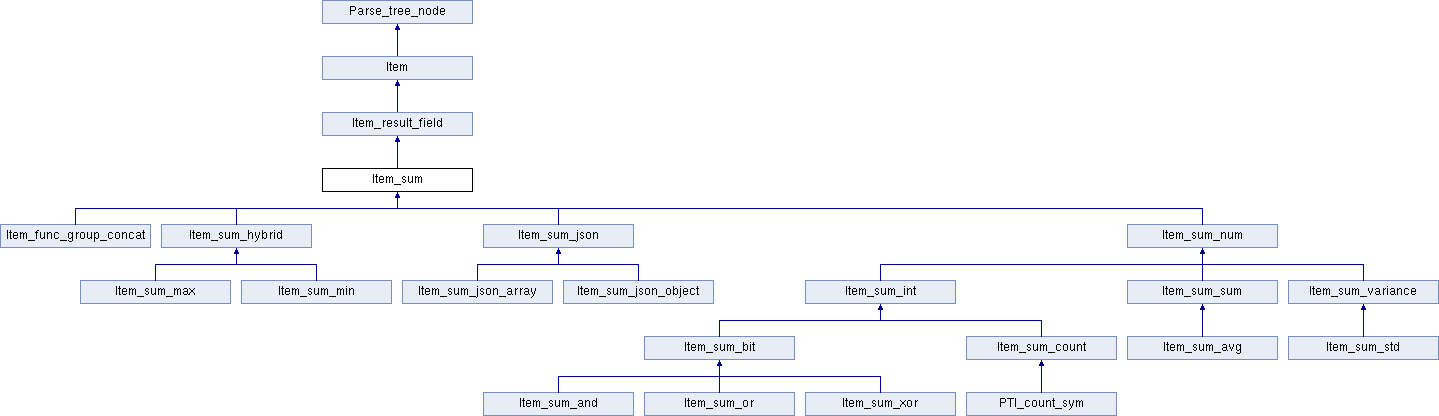 Parse_tree_node
Item
Item_result_field
Item_sum
Item_func_group_concat
Item_sum_hybrid
Item_sum_json
Item_sum_num
Item_sum_max
Item_sum_min
Item_sum_json_array
Item_sum_json_object
Item_sum_int
Item_sum_sum
Item_sum_variance
Item_sum_bit
Item_sum_count
Item_sum_avg
Item_sum_std
Item_sum_and
Item_sum_or
Item_sum_xor
PTI_count_sym